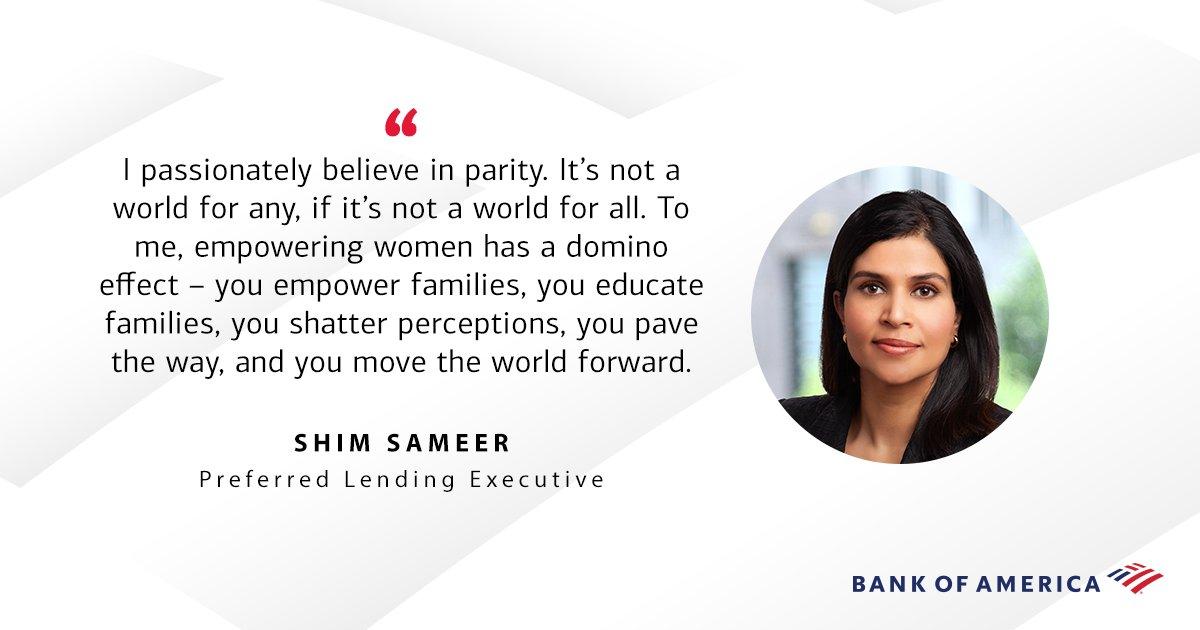 “
I passionately believe in parity. It’s not a
world for any, if it’s not a world for all. To
me, empowering women has a domino
effect – you empower families, you educate
families, you shatter perceptions, you pave
the way, and you move the world forward.
SHIM SAMEER
Preferred Lending Executive
BANK OF AMERICA